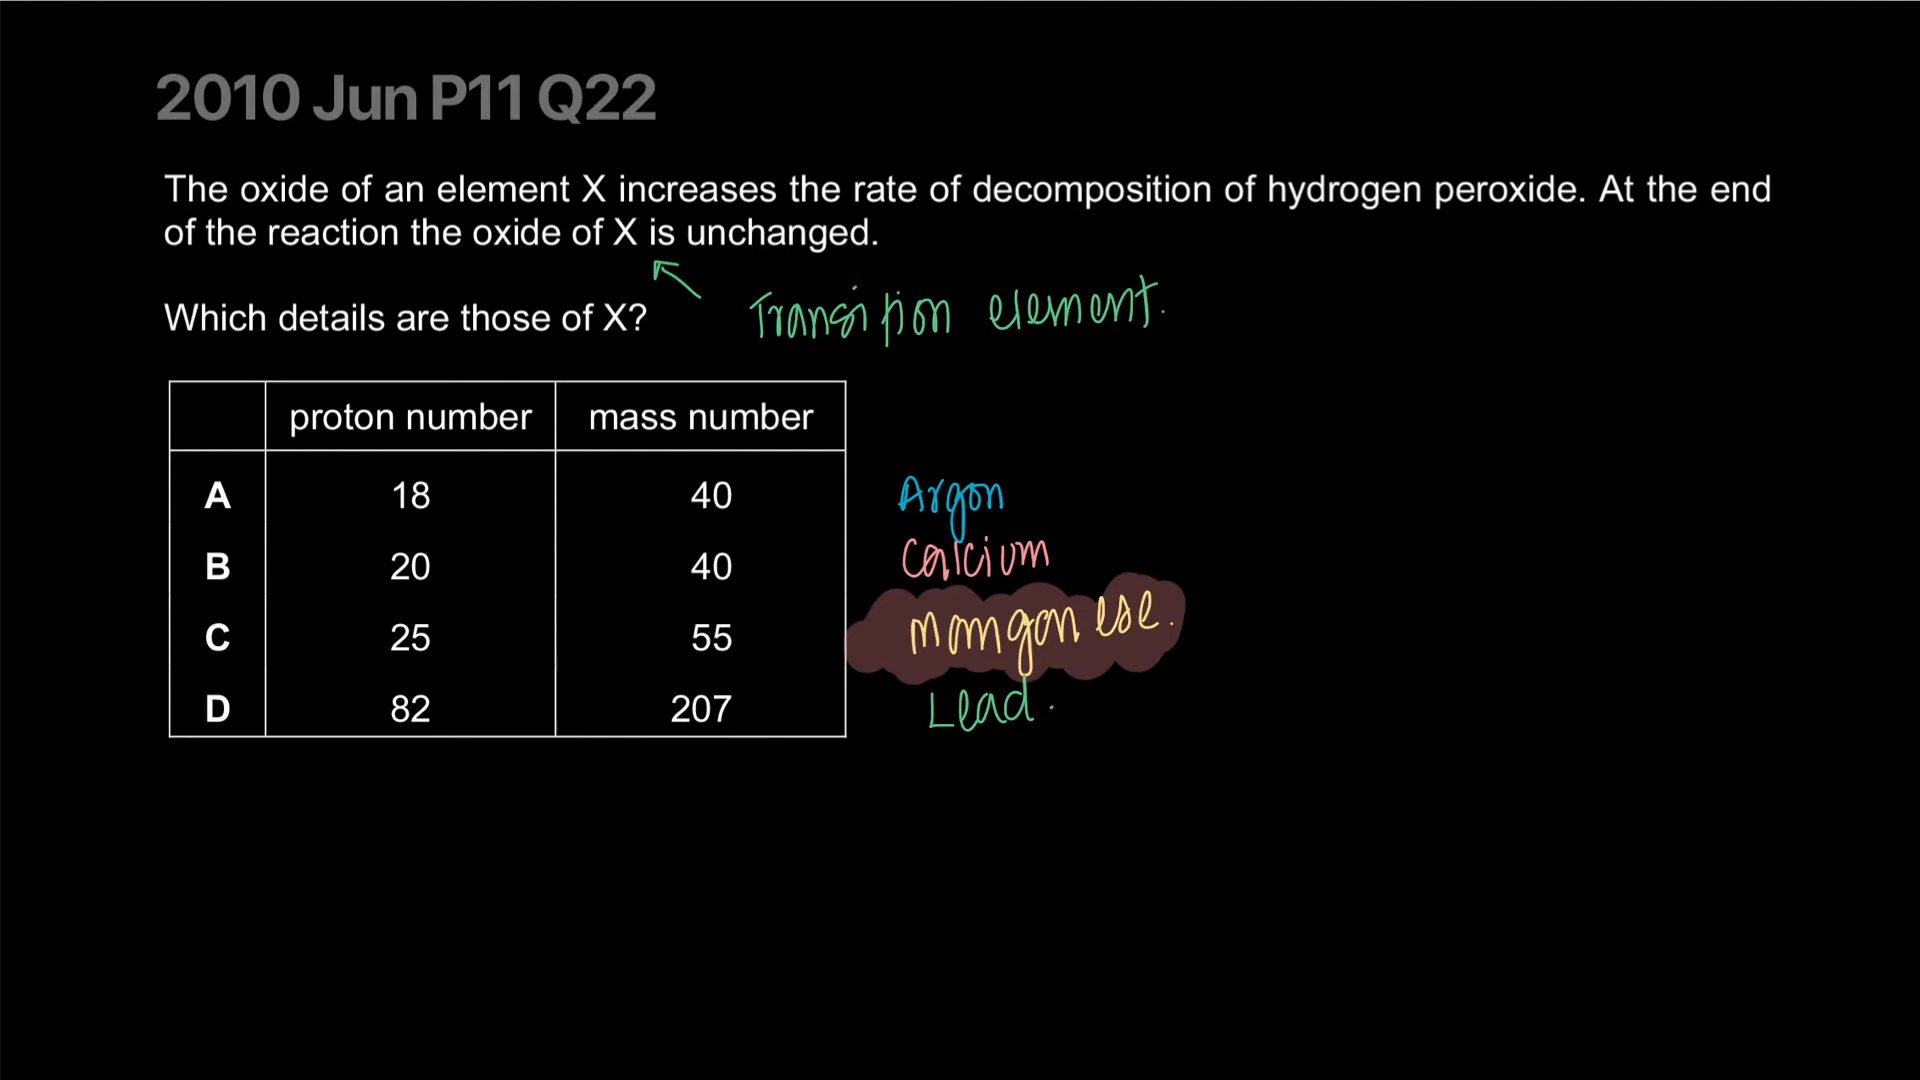 2010 Jun P11 Q22
The oxide of an element X increases the rate of decomposition of hydrogen peroxide. At the end
of the reaction the oxide of X is unchanged.
Which details are those of X?
Transition element.
proton number mass number
A 18 40 Argon
B 20 40 Calcium
C 25 55 Manganese.
D 82 207 Lead.